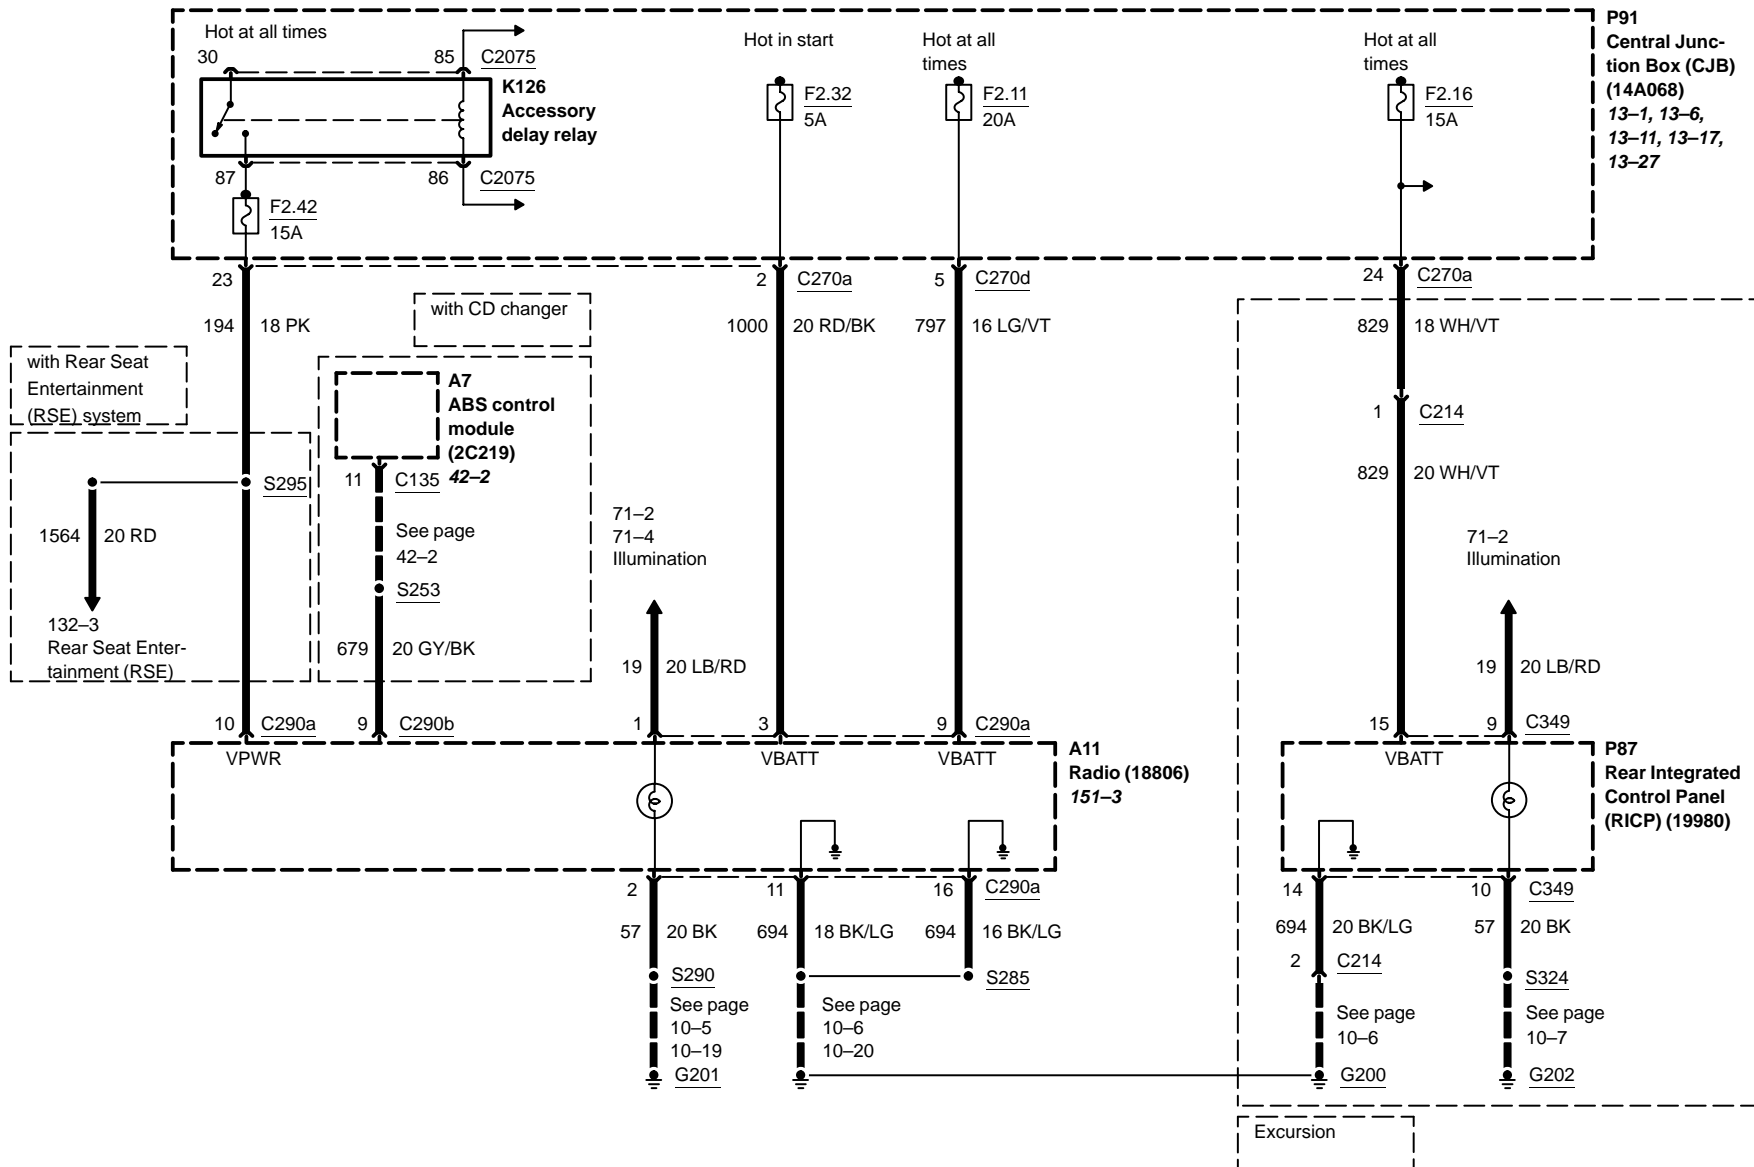 Hot at all times
30
85
C2075
K126
Accessory
delay relay
87
86
C2075
F2.42
15A
Hot in start
F2.32
5A
Hot at all
times
F2.11
20A
Hot at all
times
F2.16
15A
P91
Central Junc-
tion Box (CJB)
(14A068)
13–1, 13–6,
13–11, 13–17,
13–27
23
2
C270a
5
C270d
24
C270a
194
18 PK
with CD changer
1000
20 RD/BK
797
16 LG/VT
829
18 WH/VT
with Rear Seat
Entertainment
(RSE) system
A7
ABS control
module
(2C219)
42–2
1
C214
S295
11
C135
829
20 WH/VT
1564
20 RD
See page
42–2
S253
71–2
71–4
Illumination
71–2
Illumination
132–3
Rear Seat Enter-
tainment (RSE)
679
20 GY/BK
19
20 LB/RD
19
20 LB/RD
10
C290a
9
C290b
1
3
9
C290a
15
9
C349
VPWR
VBATT
VBATT
A11
Radio (18806)
151–3
VBATT
P87
Rear Integrated
Control Panel
(RICP) (19980)
2
11
16
C290a
14
10
C349
57
20 BK
694
18 BK/LG
694
16 BK/LG
694
20 BK/LG
57
20 BK
2
C214
S290
S285
S324
See page
10–5
10–19
See page
10–6
10–20
See page
10–6
See page
10–7
G201
G200
G202
Excursion